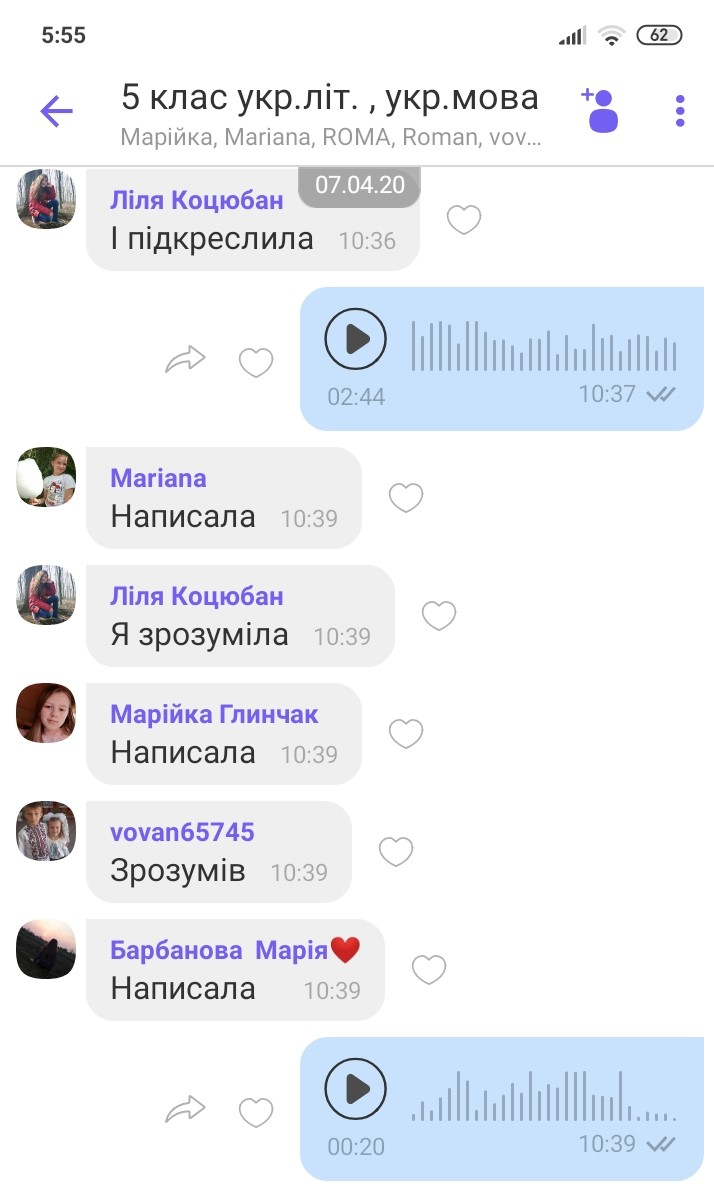 5:55
62
5 клас укр.літ. , укр.мова
Марійка, Mariana, ROMA, Roman, vov...
07.04.20
Ліля Коцюбан
І підкреслила 10:36
02:44 10:37
Mariana
Написала 10:39
Ліля Коцюбан
Я зрозуміла 10:39
Марійка Глинчак
Написала 10:39
vovan65745
Зрозумів 10:39
Барбанова Марія❤️
Написала 10:39
00:20 10:39